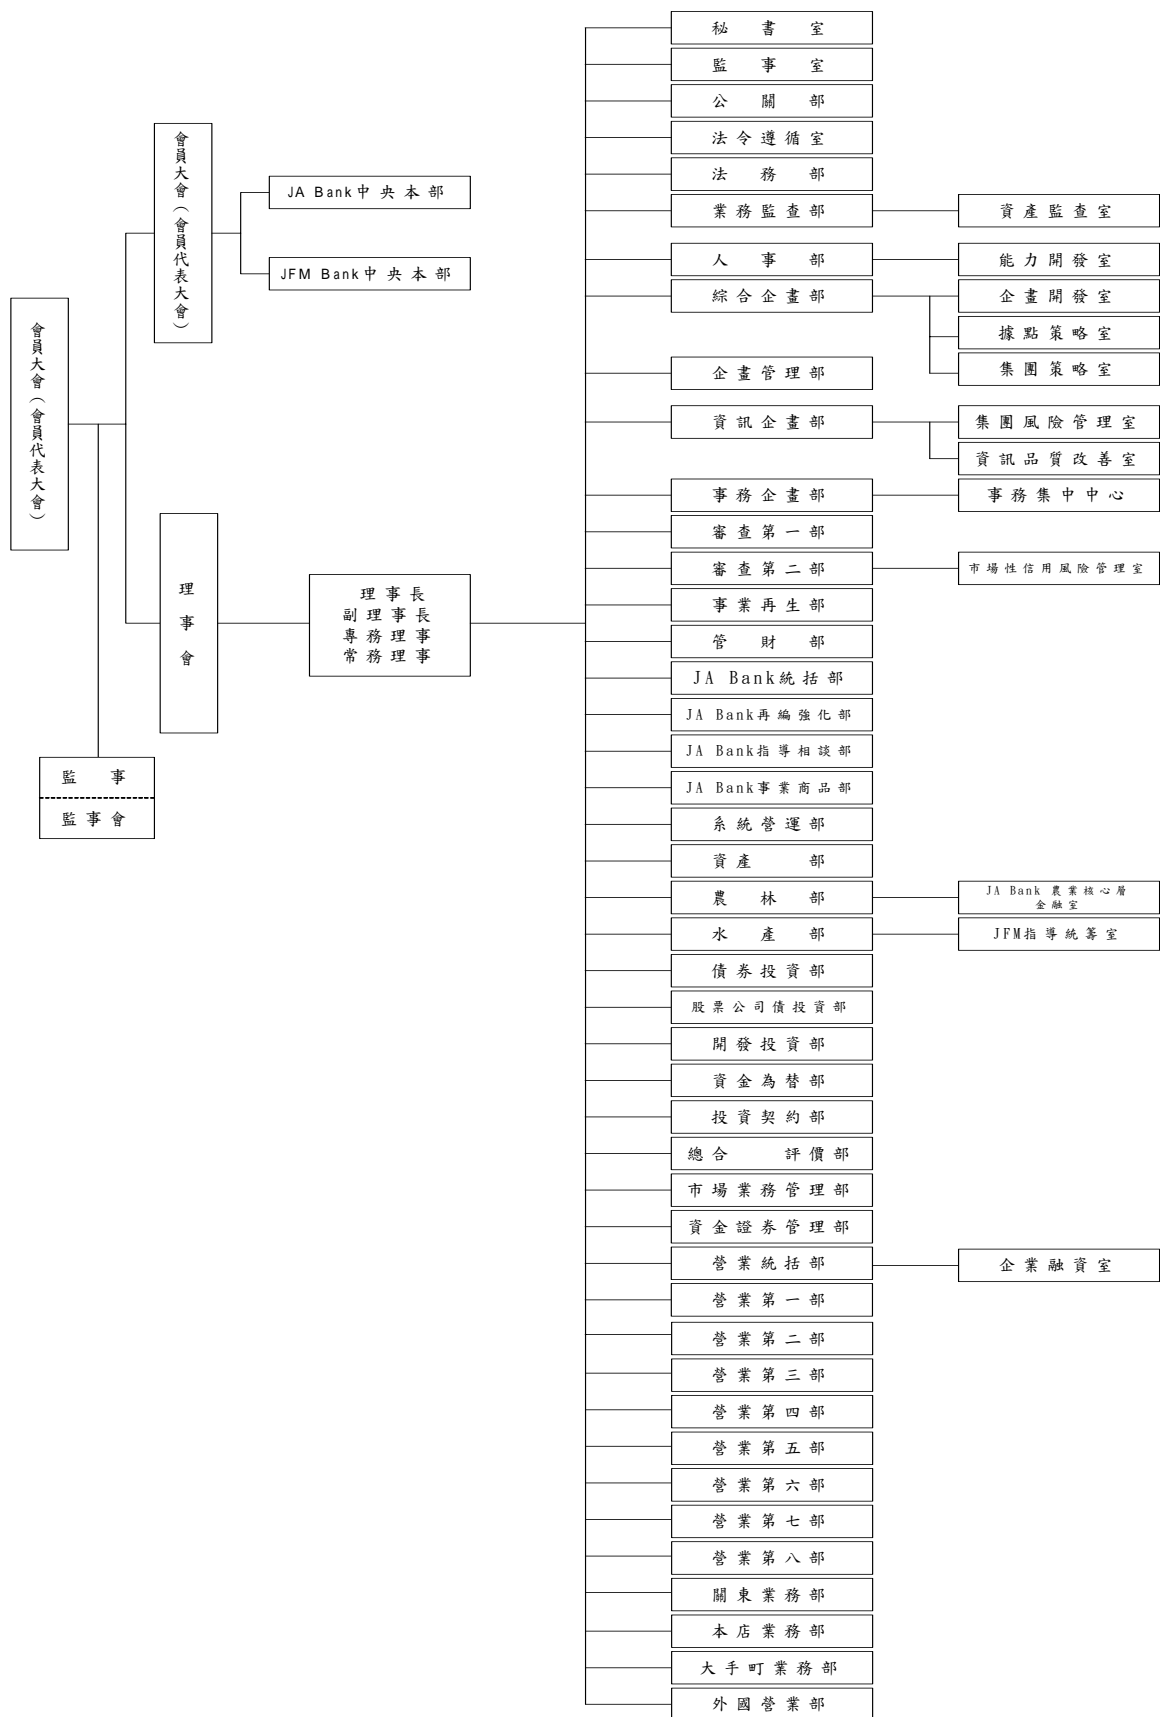 會員大會（會員代表大會）
會員大會（會員代表大會）
JA Bank中央本部
JFM Bank中央本部
理事會
理事長
副理事長
專務理事
常務理事
監事
監事會
秘書室
監事室
公關部
法令遵循室
法務部
業務監查部
資產監查室
人事部
能力開發室
綜合企畫部
企畫開發室
據點策略室
集團策略室
企畫管理部
資訊企畫部
集團風險管理室
資訊品質改善室
事務企畫部
事務集中中心
審查第一部
審查第二部
市場性信用風險管理室
事業再生部
管財部
JA Bank統括部
JA Bank再編強化部
JA Bank指導相談部
JA Bank事業商品部
系統營運部
資產部
農林部
JA Bank 農業核心層
金融室
水產部
JFM指導統籌室
債券投資部
股票公司債投資部
開發投資部
資金為替部
投資契約部
總合評價部
市場業務管理部
資金證券管理部
營業統括部
企業融資室
營業第一部
營業第二部
營業第三部
營業第四部
營業第五部
營業第六部
營業第七部
營業第八部
關東業務部
本店業務部
大手町業務部
外國營業部